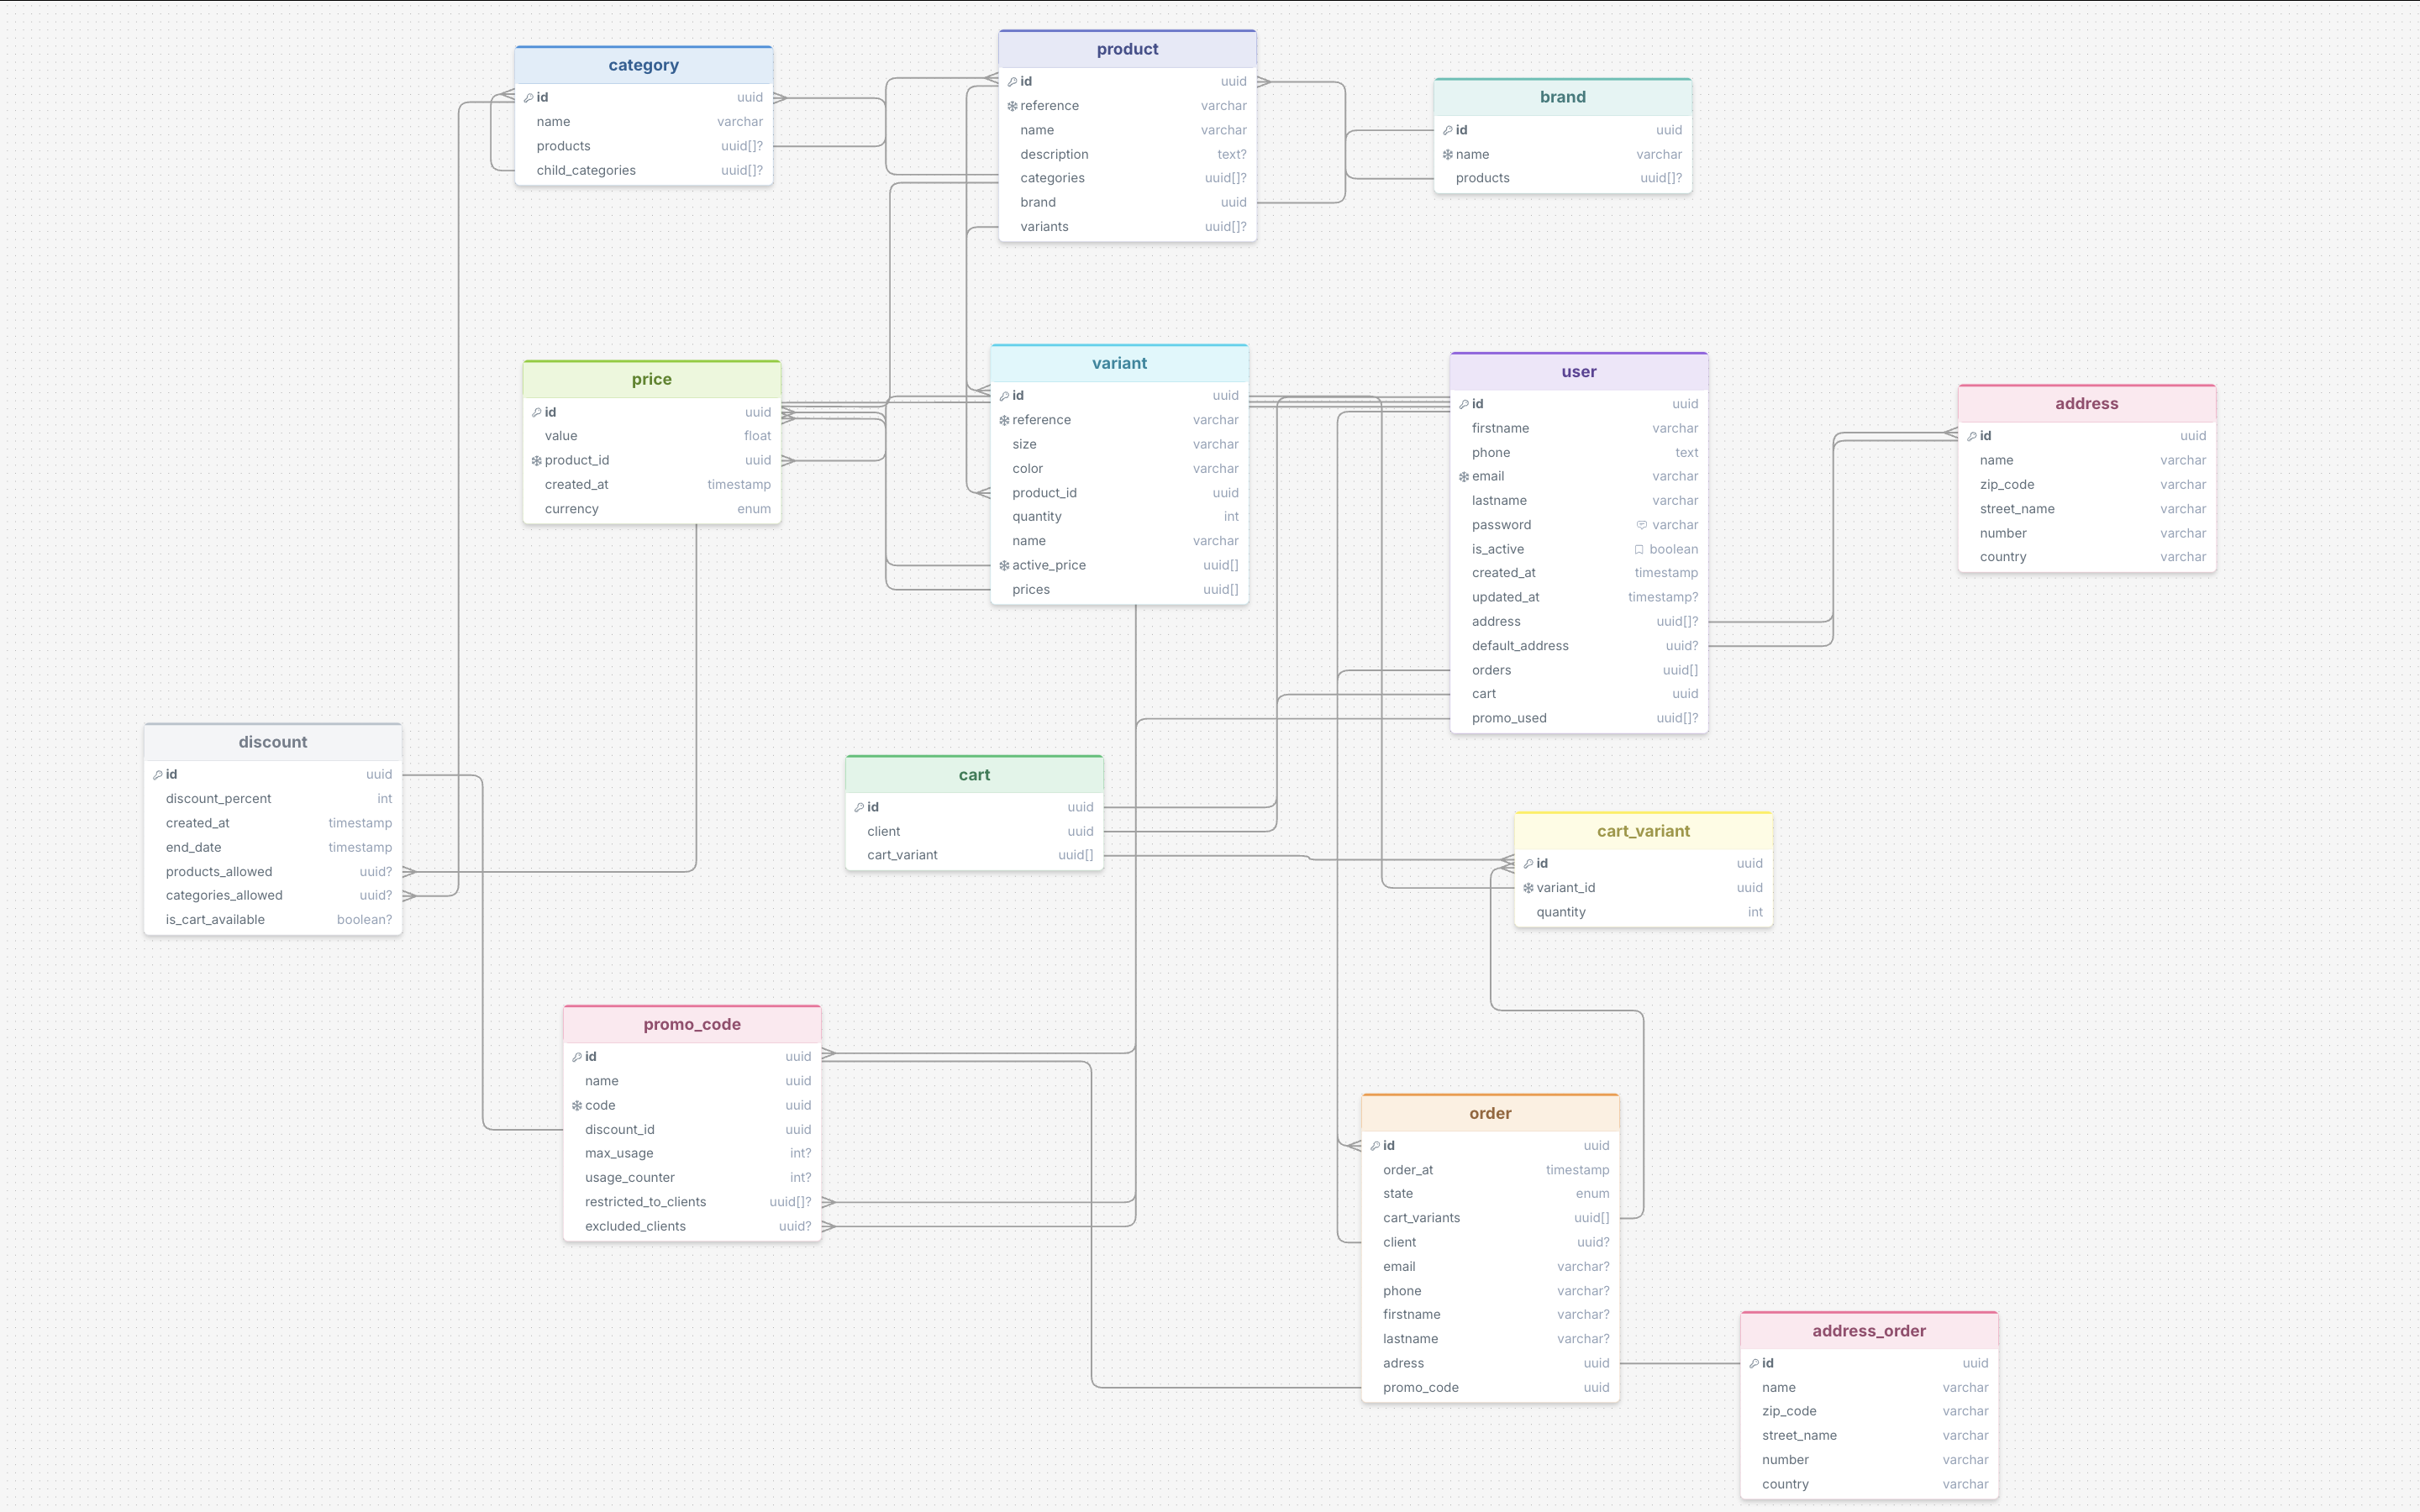 category
id uuid
name varchar
products uuid[]?
child_categories uuid[]?
product
id uuid
reference varchar
name varchar
description text?
categories uuid[]?
brand uuid
variants uuid[]?
brand
id uuid
name varchar
products uuid[]?
price
id uuid
value float
product_id uuid
created_at timestamp
currency enum
variant
id uuid
reference varchar
size varchar
color varchar
product_id uuid
quantity int
name varchar
active_price uuid[]
prices uuid[]
user
id uuid
firstname varchar
phone text
email varchar
lastname varchar
password varchar
is_active boolean
created_at timestamp
updated_at timestamp?
address uuid[]?
default_address uuid?
orders uuid[]
cart uuid
promo_used uuid[]?
address
id uuid
name varchar
zip_code varchar
street_name varchar
number varchar
country varchar
discount
id uuid
discount_percent int
created_at timestamp
end_date timestamp
products_allowed uuid?
categories_allowed uuid?
is_cart_available boolean?
cart
id uuid
client uuid
cart_variant uuid[]
cart_variant
id uuid
variant_id uuid
quantity int
promo_code
id uuid
name uuid
code uuid
discount_id uuid
max_usage int?
usage_counter int?
restricted_to_clients uuid[]?
excluded_clients uuid?
order
id uuid
order_at timestamp
state enum
cart_variants uuid[]
client uuid?
email varchar?
phone varchar?
firstname varchar?
lastname varchar?
adress uuid
promo_code uuid
address_order
id uuid
name varchar
zip_code varchar
street_name varchar
number varchar
country varchar